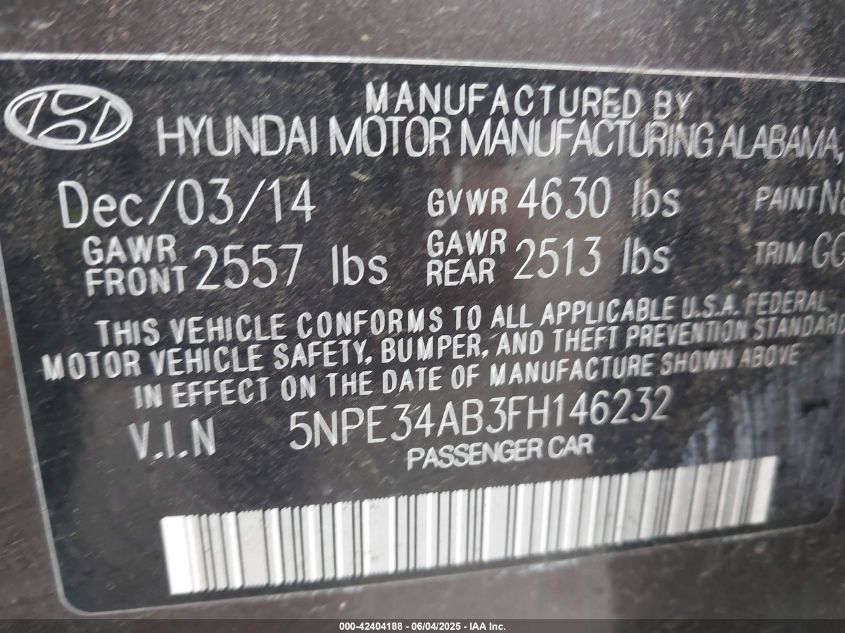 MANUFACTURED BY
HYUNDAI MOTOR MANUFACTURING ALABAMA,
Dec/03/14 GVWR 4630 lbs PAINT
GAWR FRONT 2557 lbs GAWR REAR 2513 lbs TRIM
THIS VEHICLE CONFORMS TO ALL APPLICABLE U.S.A. FEDERAL
MOTOR VEHICLE SAFETY, BUMPER, AND THEFT PREVENTION STANDARD
IN EFFECT ON THE DATE OF MANUFACTURE SHOWN ABOVE
V.I.N 5NPE34AB3FH146232
PASSENGER CAR
000-42404188 - 06/04/2025 - IAA Inc.